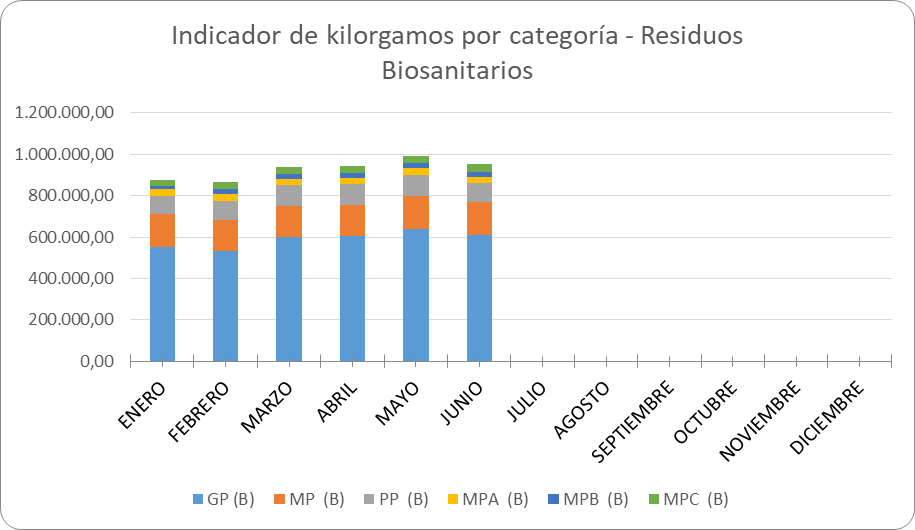 Indicador de kilorgamos por categoría - Residuos
Biosanitarios
1.200.000,00
1.000.000,00
800.000,00
600.000,00
400.000,00
200.000,00
0,00
ENERO
FEBRERO
MARZO
ABRIL
MAYO
JUNIO
JULIO
AGOSTO
SEPTIEMBRE
OCTUBRE
NOVIEMBRE
DICIEMBRE
GP (B) MP (B) PP (B) MPA (B) MPB (B) MPC (B)